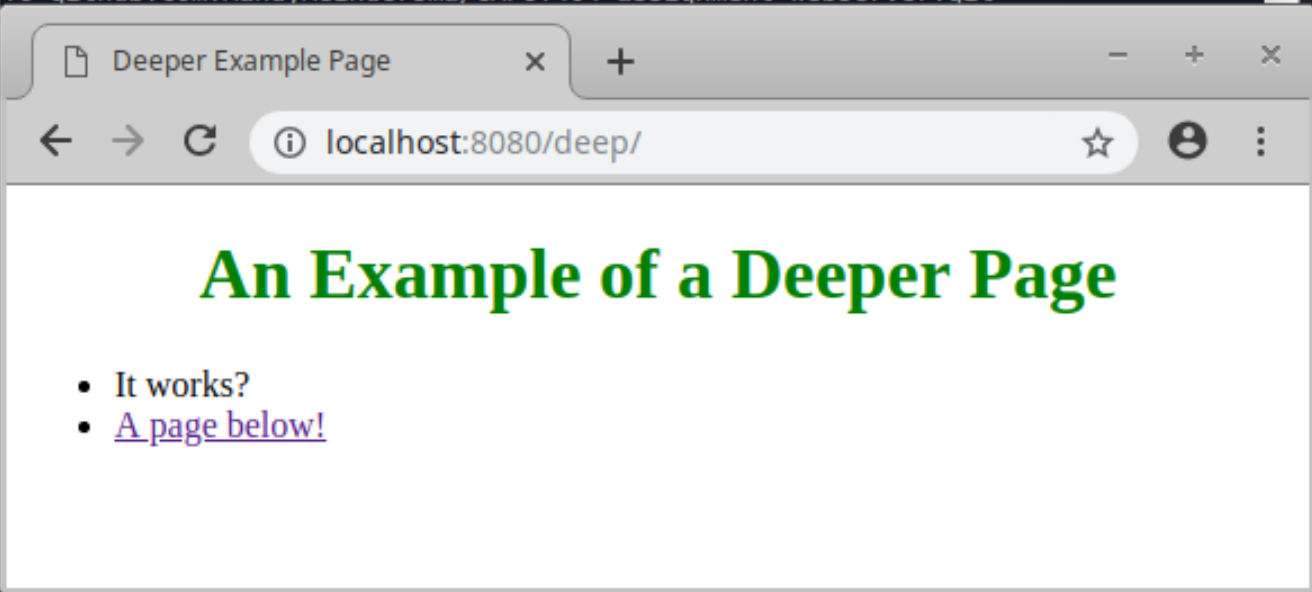 Deeper Example Page
localhost:8080/deep/
An Example of a Deeper Page
It works?
A page below!